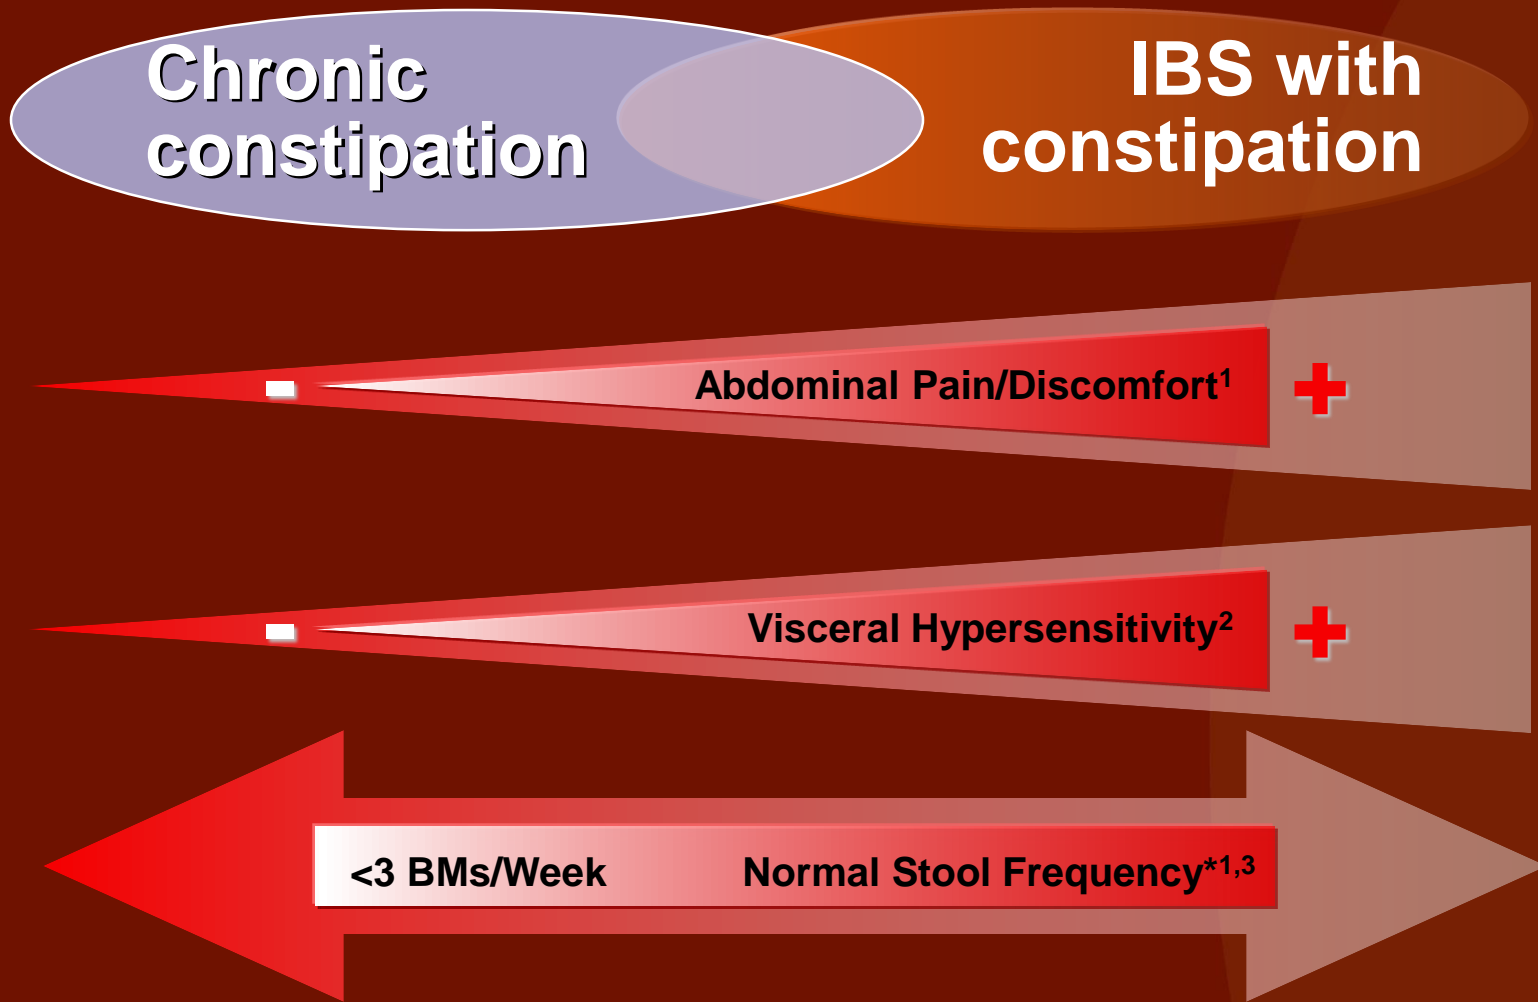 Chronic
constipation
IBS with
constipation
- Abdominal Pain/Discomfort¹ +
- Visceral Hypersensitivity² +
<3 BMs/Week Normal Stool Frequency*¹,³